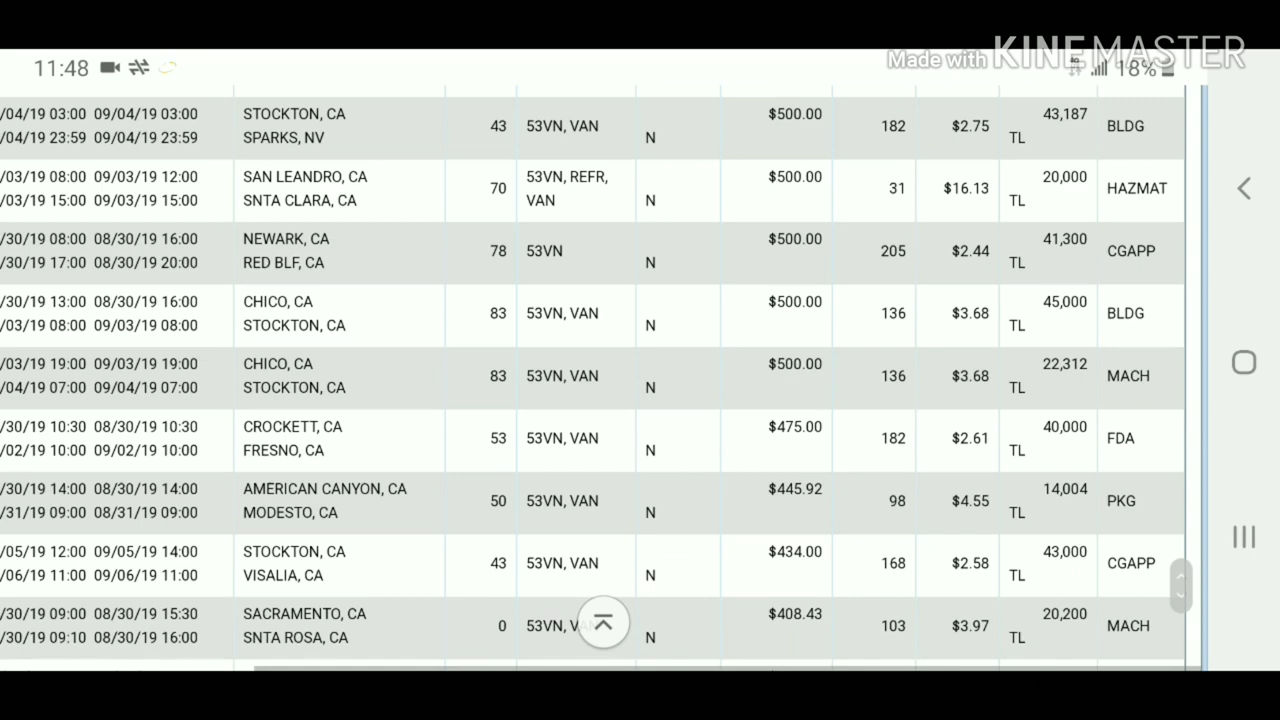 Made with KINEMASTER
11:48 18%
/04/19 03:00 09/04/19 03:00 STOCKTON, CA $500.00 43,187
43 53VN, VAN 182 $2.75 BLDG
/04/19 23:59 09/04/19 23:59 SPARKS, NV N TL
/03/19 08:00 09/03/19 12:00 SAN LEANDRO, CA 53VN, REFR, $500.00 20,000
70 31 $16.13 HAZMAT
/03/19 15:00 09/03/19 15:00 SNTA CLARA, CA VAN N TL
/30/19 08:00 08/30/19 16:00 NEWARK, CA $500.00 41,300
78 53VN 205 $2.44 CGAPP
/30/19 17:00 08/30/19 20:00 RED BLF, CA N TL
/30/19 13:00 08/30/19 16:00 CHICO, CA $500.00 45,000
83 53VN, VAN 136 $3.68 BLDG
/03/19 08:00 09/03/19 08:00 STOCKTON, CA N TL
/03/19 19:00 09/03/19 19:00 CHICO, CA $500.00 22,312
83 53VN, VAN 136 $3.68 MACH
/04/19 07:00 09/04/19 07:00 STOCKTON, CA N TL
/30/19 10:30 08/30/19 10:30 CROCKETT, CA $475.00 40,000
53 53VN, VAN 182 $2.61 FDA
/02/19 10:00 09/02/19 10:00 FRESNO, CA N TL
/30/19 14:00 08/30/19 14:00 AMERICAN CANYON, CA $445.92 14,004
50 53VN, VAN 98 $4.55 PKG
/31/19 09:00 08/31/19 09:00 MODESTO, CA N TL
/05/19 12:00 09/05/19 14:00 STOCKTON, CA $434.00 43,000
43 53VN, VAN 168 $2.58 CGAPP
/06/19 11:00 09/06/19 11:00 VISALIA, CA N TL
/30/19 09:00 08/30/19 15:30 SACRAMENTO, CA $408.43 20,200
0 53VN, VAN 103 $3.97 MACH
/30/19 09:10 08/30/19 16:00 SNTA ROSA, CA N TL